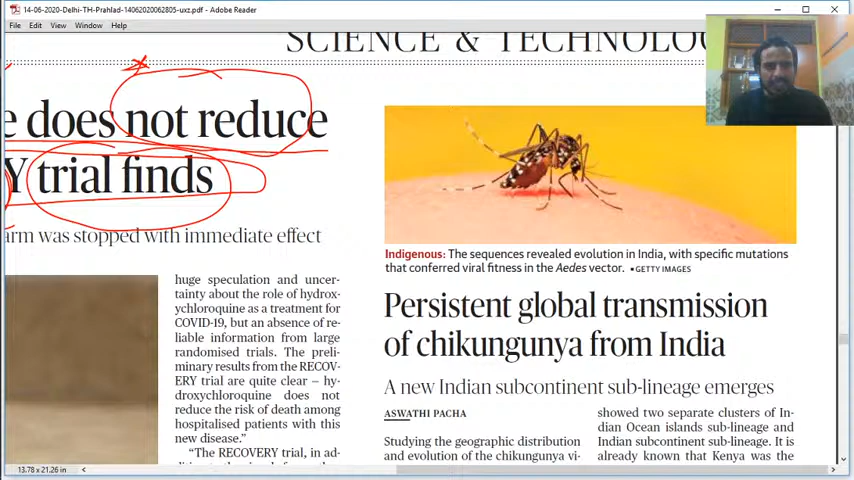 14-06-2020-Delhi-TH-Prahlad-14062020062805-uxz.pdf - Adobe Reader
File Edit View Window Help
SCIENCE & TECHNOLO
e does not reduce
Y trial finds
arm was stopped with immediate effect
huge speculation and uncer-
tainty about the role of hydrox-
ychloroquine as a treatment for
COVID-19, but an absence of re-
liable information from large
randomised trials. The preli-
minary results from the RECOV-
ERY trial are quite clear – hy-
droxychloroquine does not
reduce the risk of death among
hospitalised patients with this
new disease.”
“The RECOVERY trial, in ad-
Indigenous: The sequences revealed evolution in India, with specific mutations
that conferred viral fitness in the Aedes vector. ▪ GETTY IMAGES
Persistent global transmission
of chikungunya from India
A new Indian subcontinent sub-lineage emerges
ASWATHI PACHA
Studying the geographic distribution
and evolution of the chikungunya vi-
showed two separate clusters of In-
dian Ocean islands sub-lineage and
Indian subcontinent sub-lineage. It is
already known that Kenya was the
13.78 x 21.26 in